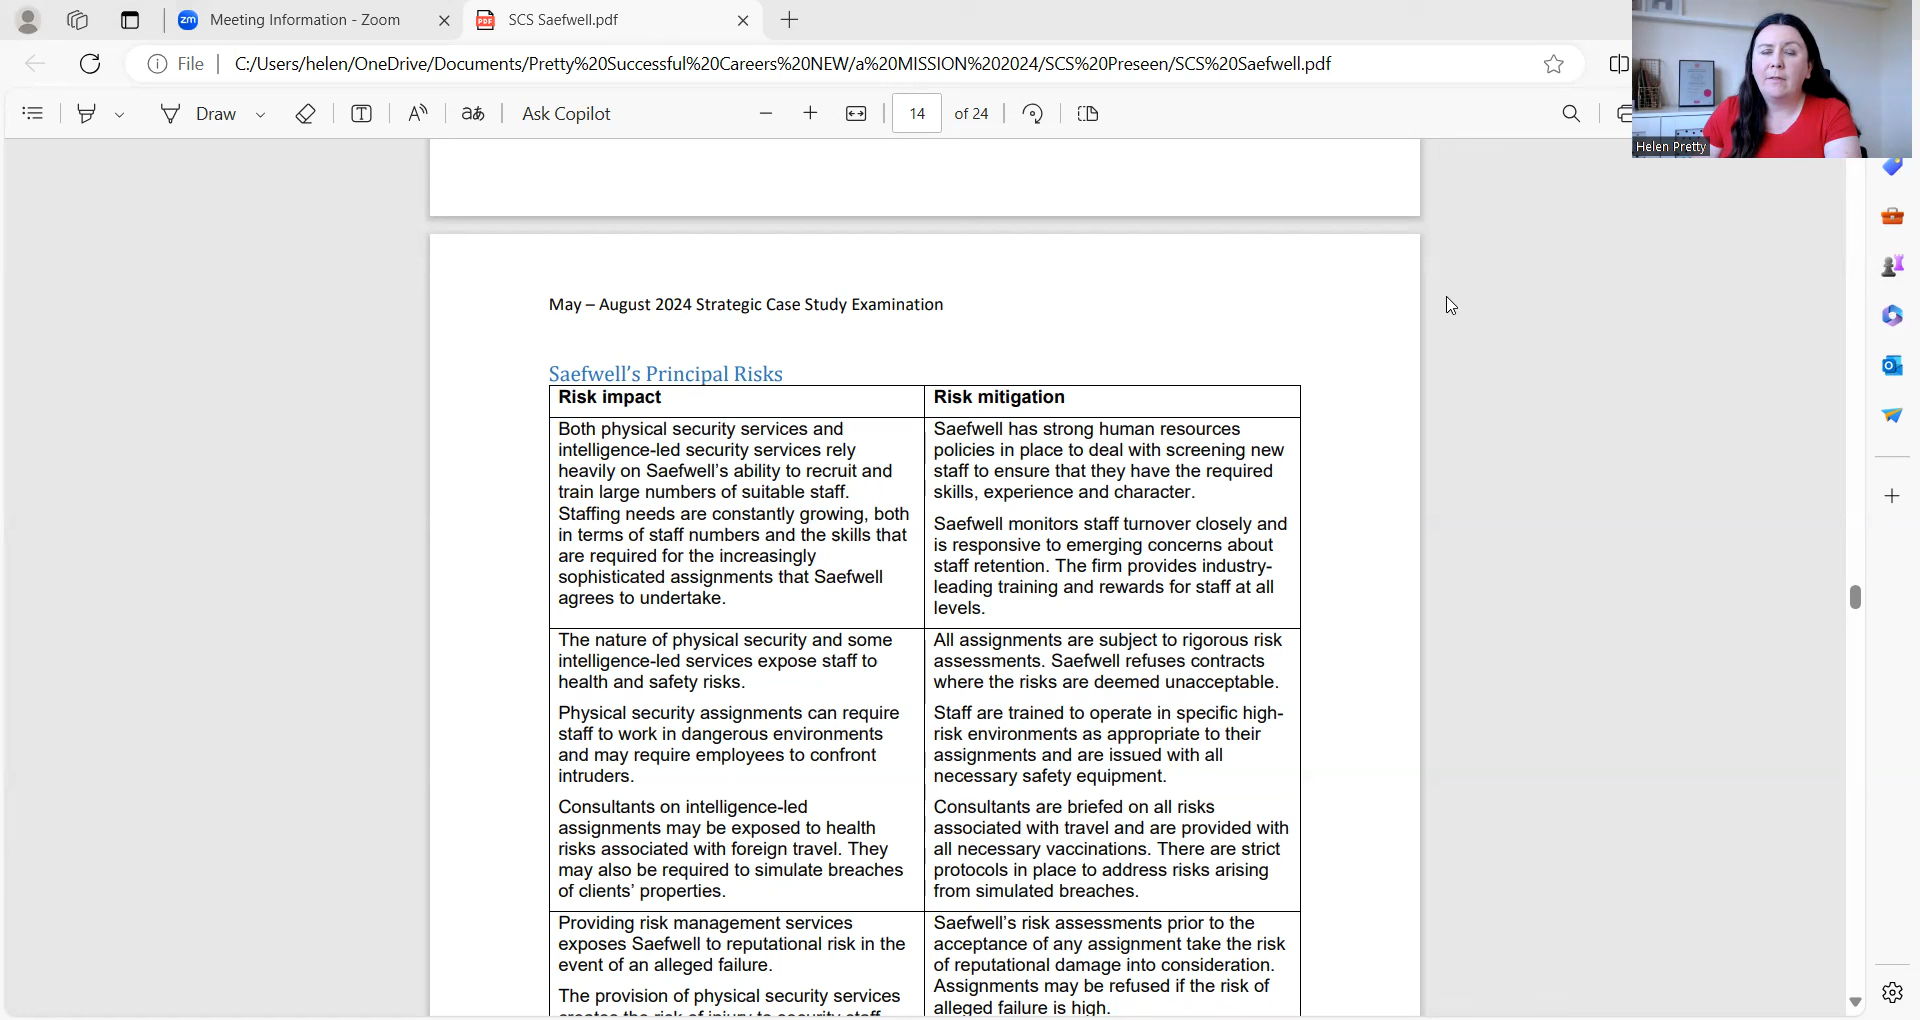 zm Meeting Information - Zoom
PDF SCS Saefwell.pdf
File C:/Users/helen/OneDrive/Documents/Pretty%20Successful%20Careers%20NEW/a%20MISSION%202024/SCS%20Preseen/SCS%20Saefwell.pdf
Draw
Ask Copilot
14 of 24
Helen Pretty
May – August 2024 Strategic Case Study Examination
Saefwell's Principal Risks
Risk impact
Both physical security services and
intelligence-led security services rely
heavily on Saefwell's ability to recruit and
train large numbers of suitable staff.
Staffing needs are constantly growing, both
in terms of staff numbers and the skills that
are required for the increasingly
sophisticated assignments that Saefwell
agrees to undertake.
Risk mitigation
Saefwell has strong human resources
policies in place to deal with screening new
staff to ensure that they have the required
skills, experience and character.
Saefwell monitors staff turnover closely and
is responsive to emerging concerns about
staff retention. The firm provides industry-
leading training and rewards for staff at all
levels.
The nature of physical security and some
intelligence-led services expose staff to
health and safety risks.
Physical security assignments can require
staff to work in dangerous environments
and may require employees to confront
intruders.
Consultants on intelligence-led
assignments may be exposed to health
risks associated with foreign travel. They
may also be required to simulate breaches
of clients' properties.
All assignments are subject to rigorous risk
assessments. Saefwell refuses contracts
where the risks are deemed unacceptable.
Staff are trained to operate in specific high-
risk environments as appropriate to their
assignments and are issued with all
necessary safety equipment.
Consultants are briefed on all risks
associated with travel and are provided with
all necessary vaccinations. There are strict
protocols in place to address risks arising
from simulated breaches.
Providing risk management services
exposes Saefwell to reputational risk in the
event of an alleged failure.
The provision of physical security services
creates the risk of injury to security staff
Saefwell's risk assessments prior to the
acceptance of any assignment take the risk
of reputational damage into consideration.
Assignments may be refused if the risk of
alleged failure is high.